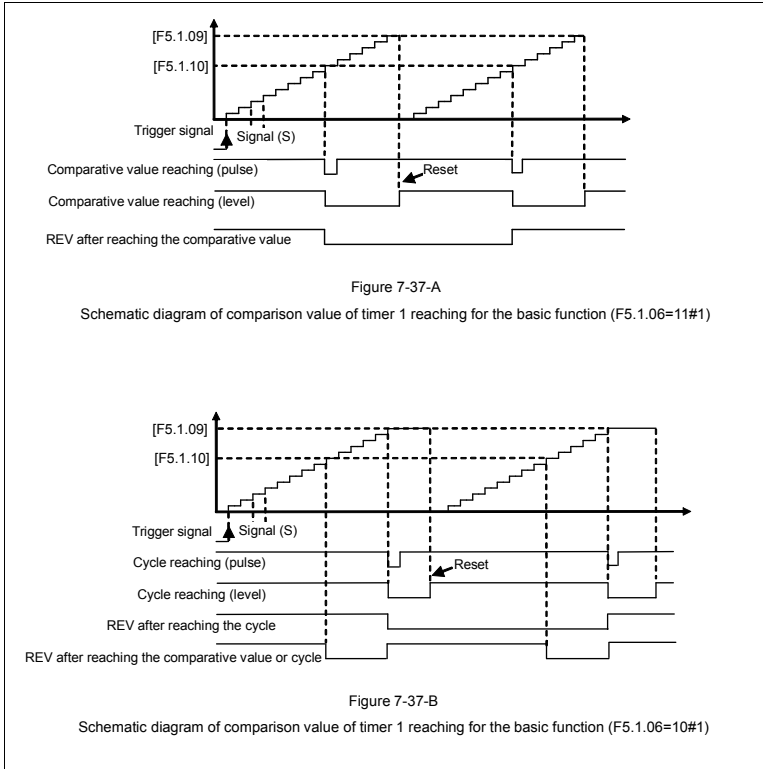 [F5.1.09]
[F5.1.10]
Trigger signal
Signal (S)
Comparative value reaching (pulse)
Reset
Comparative value reaching (level)
REV after reaching the comparative value
Figure 7-37-A
Schematic diagram of comparison value of timer 1 reaching for the basic function (F5.1.06=11#1)
[F5.1.09]
[F5.1.10]
Trigger signal
Signal (S)
Cycle reaching (pulse)
Reset
Cycle reaching (level)
REV after reaching the cycle
REV after reaching the comparative value or cycle
Figure 7-37-B
Schematic diagram of comparison value of timer 1 reaching for the basic function (F5.1.06=10#1)